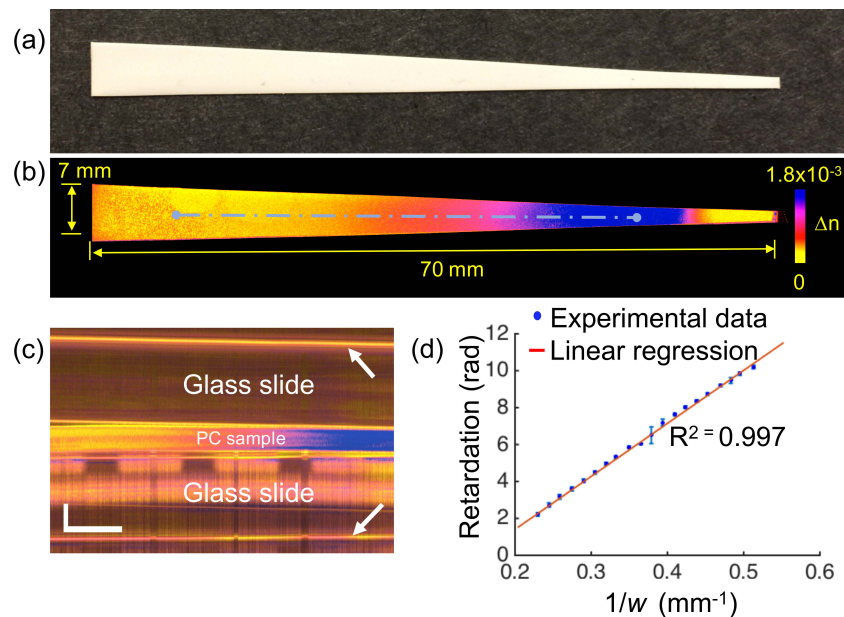 (a)
(b)
7 mm
1.8x10⁻³
Δn
0
70 mm
(c)
Glass slide
PC sample
Glass slide
(d)
Experimental data
Linear regression
R² = 0.997
Retardation (rad)
12
10
8
6
4
2
0
0.2 0.3 0.4 0.5 0.6
1/w (mm⁻¹)